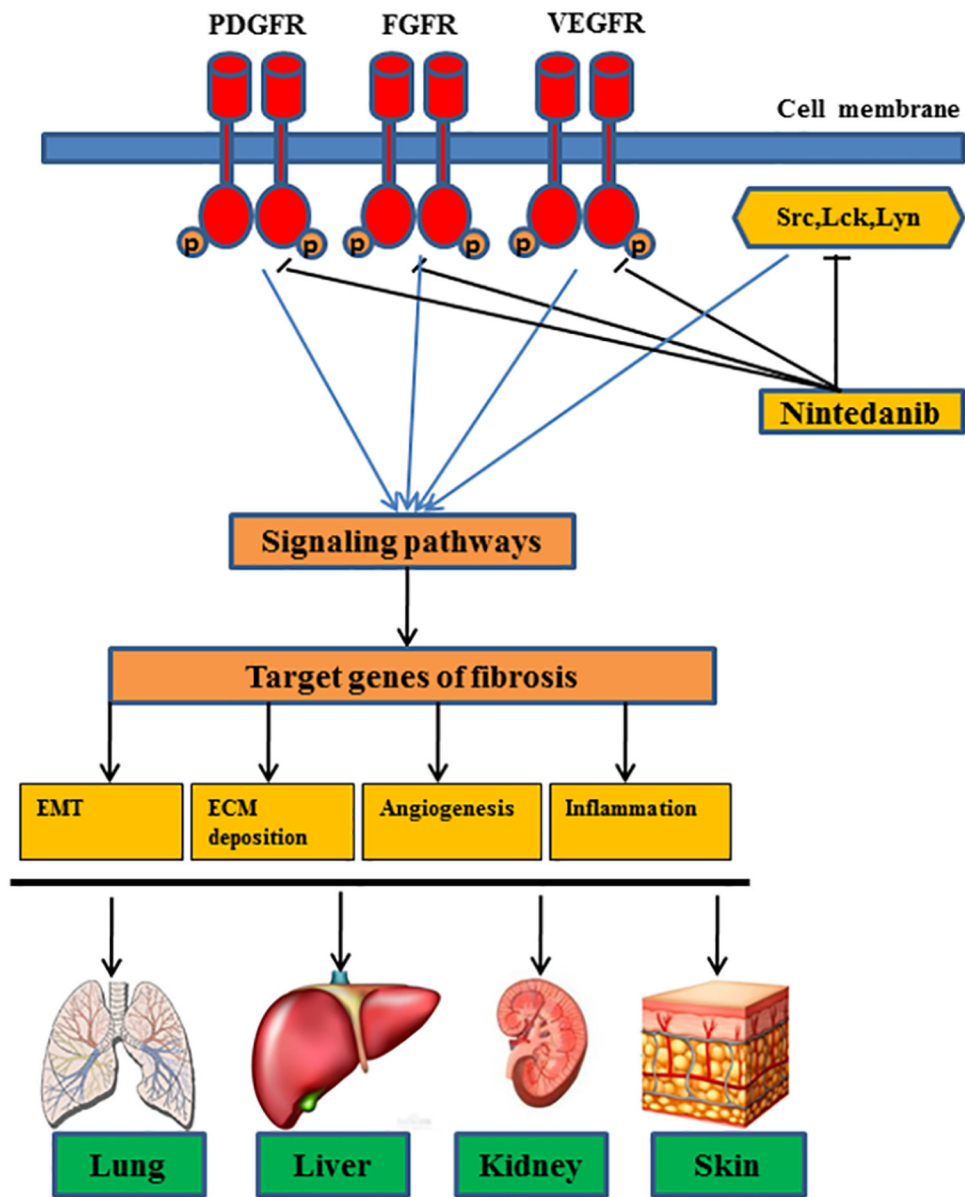 PDGFR
FGFR
VEGFR
Cell membrane
Src,Lck,Lyn
p
p
p
p
p
p
Nintedanib
Signaling pathways
Target genes of fibrosis
EMT
ECM
deposition
Angiogenesis
Inflammation
Lung
Liver
Kidney
Skin